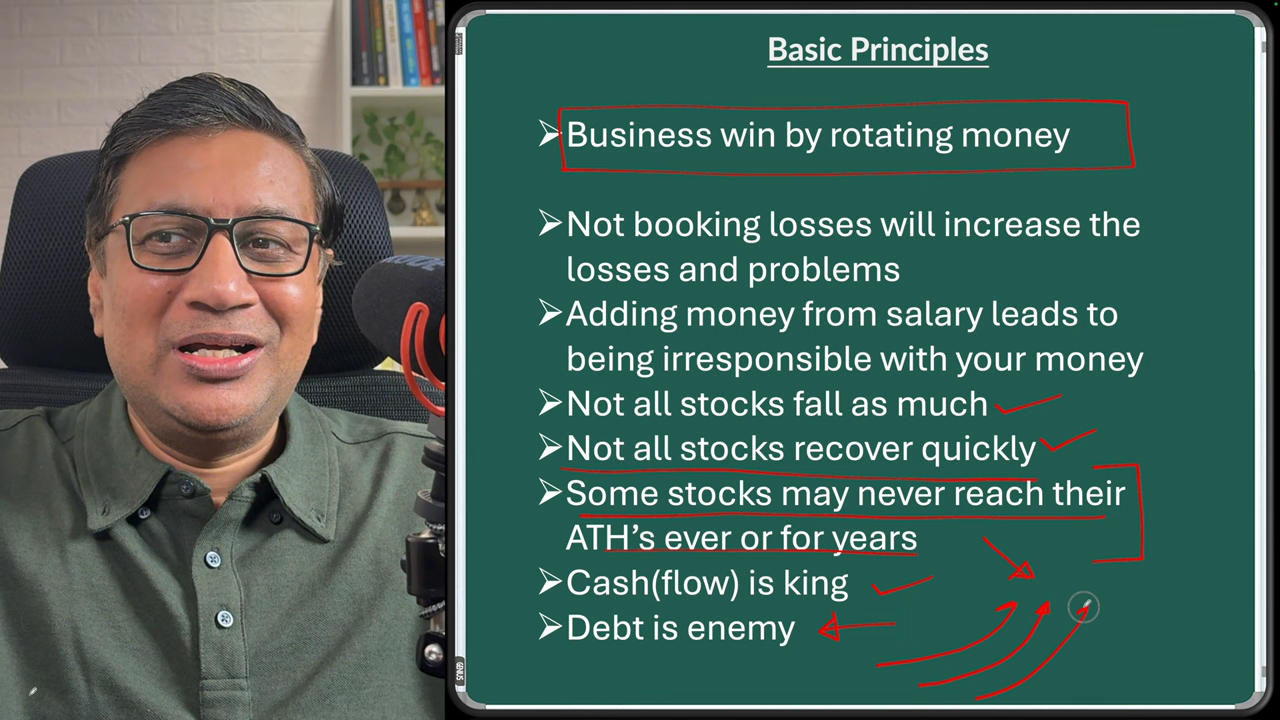 Basic Principles
➢Business win by rotating money
➢Not booking losses will increase the
losses and problems
➢Adding money from salary leads to
being irresponsible with your money
➢Not all stocks fall as much
➢Not all stocks recover quickly
➢Some stocks may never reach their
ATH's ever or for years
➢Cash(flow) is king
➢Debt is enemy
GENIUS